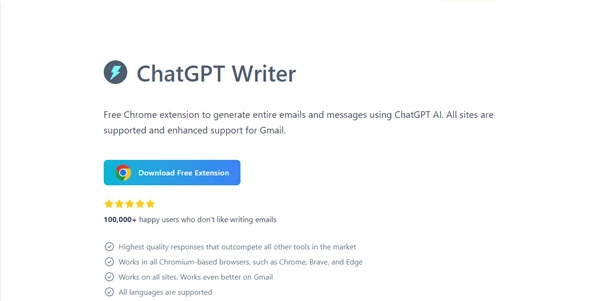 ChatGPT Writer
Free Chrome extension to generate entire emails and messages using ChatGPT AI. All sites are
supported and enhanced support for Gmail.
Download Free Extension
100,000+ happy users who don't like writing emails
Highest quality responses that outcompete all other tools in the market
Works in all Chromium-based browsers, such as Chrome, Brave, and Edge
Works on all sites. Works even better on Gmail
All languages are supported